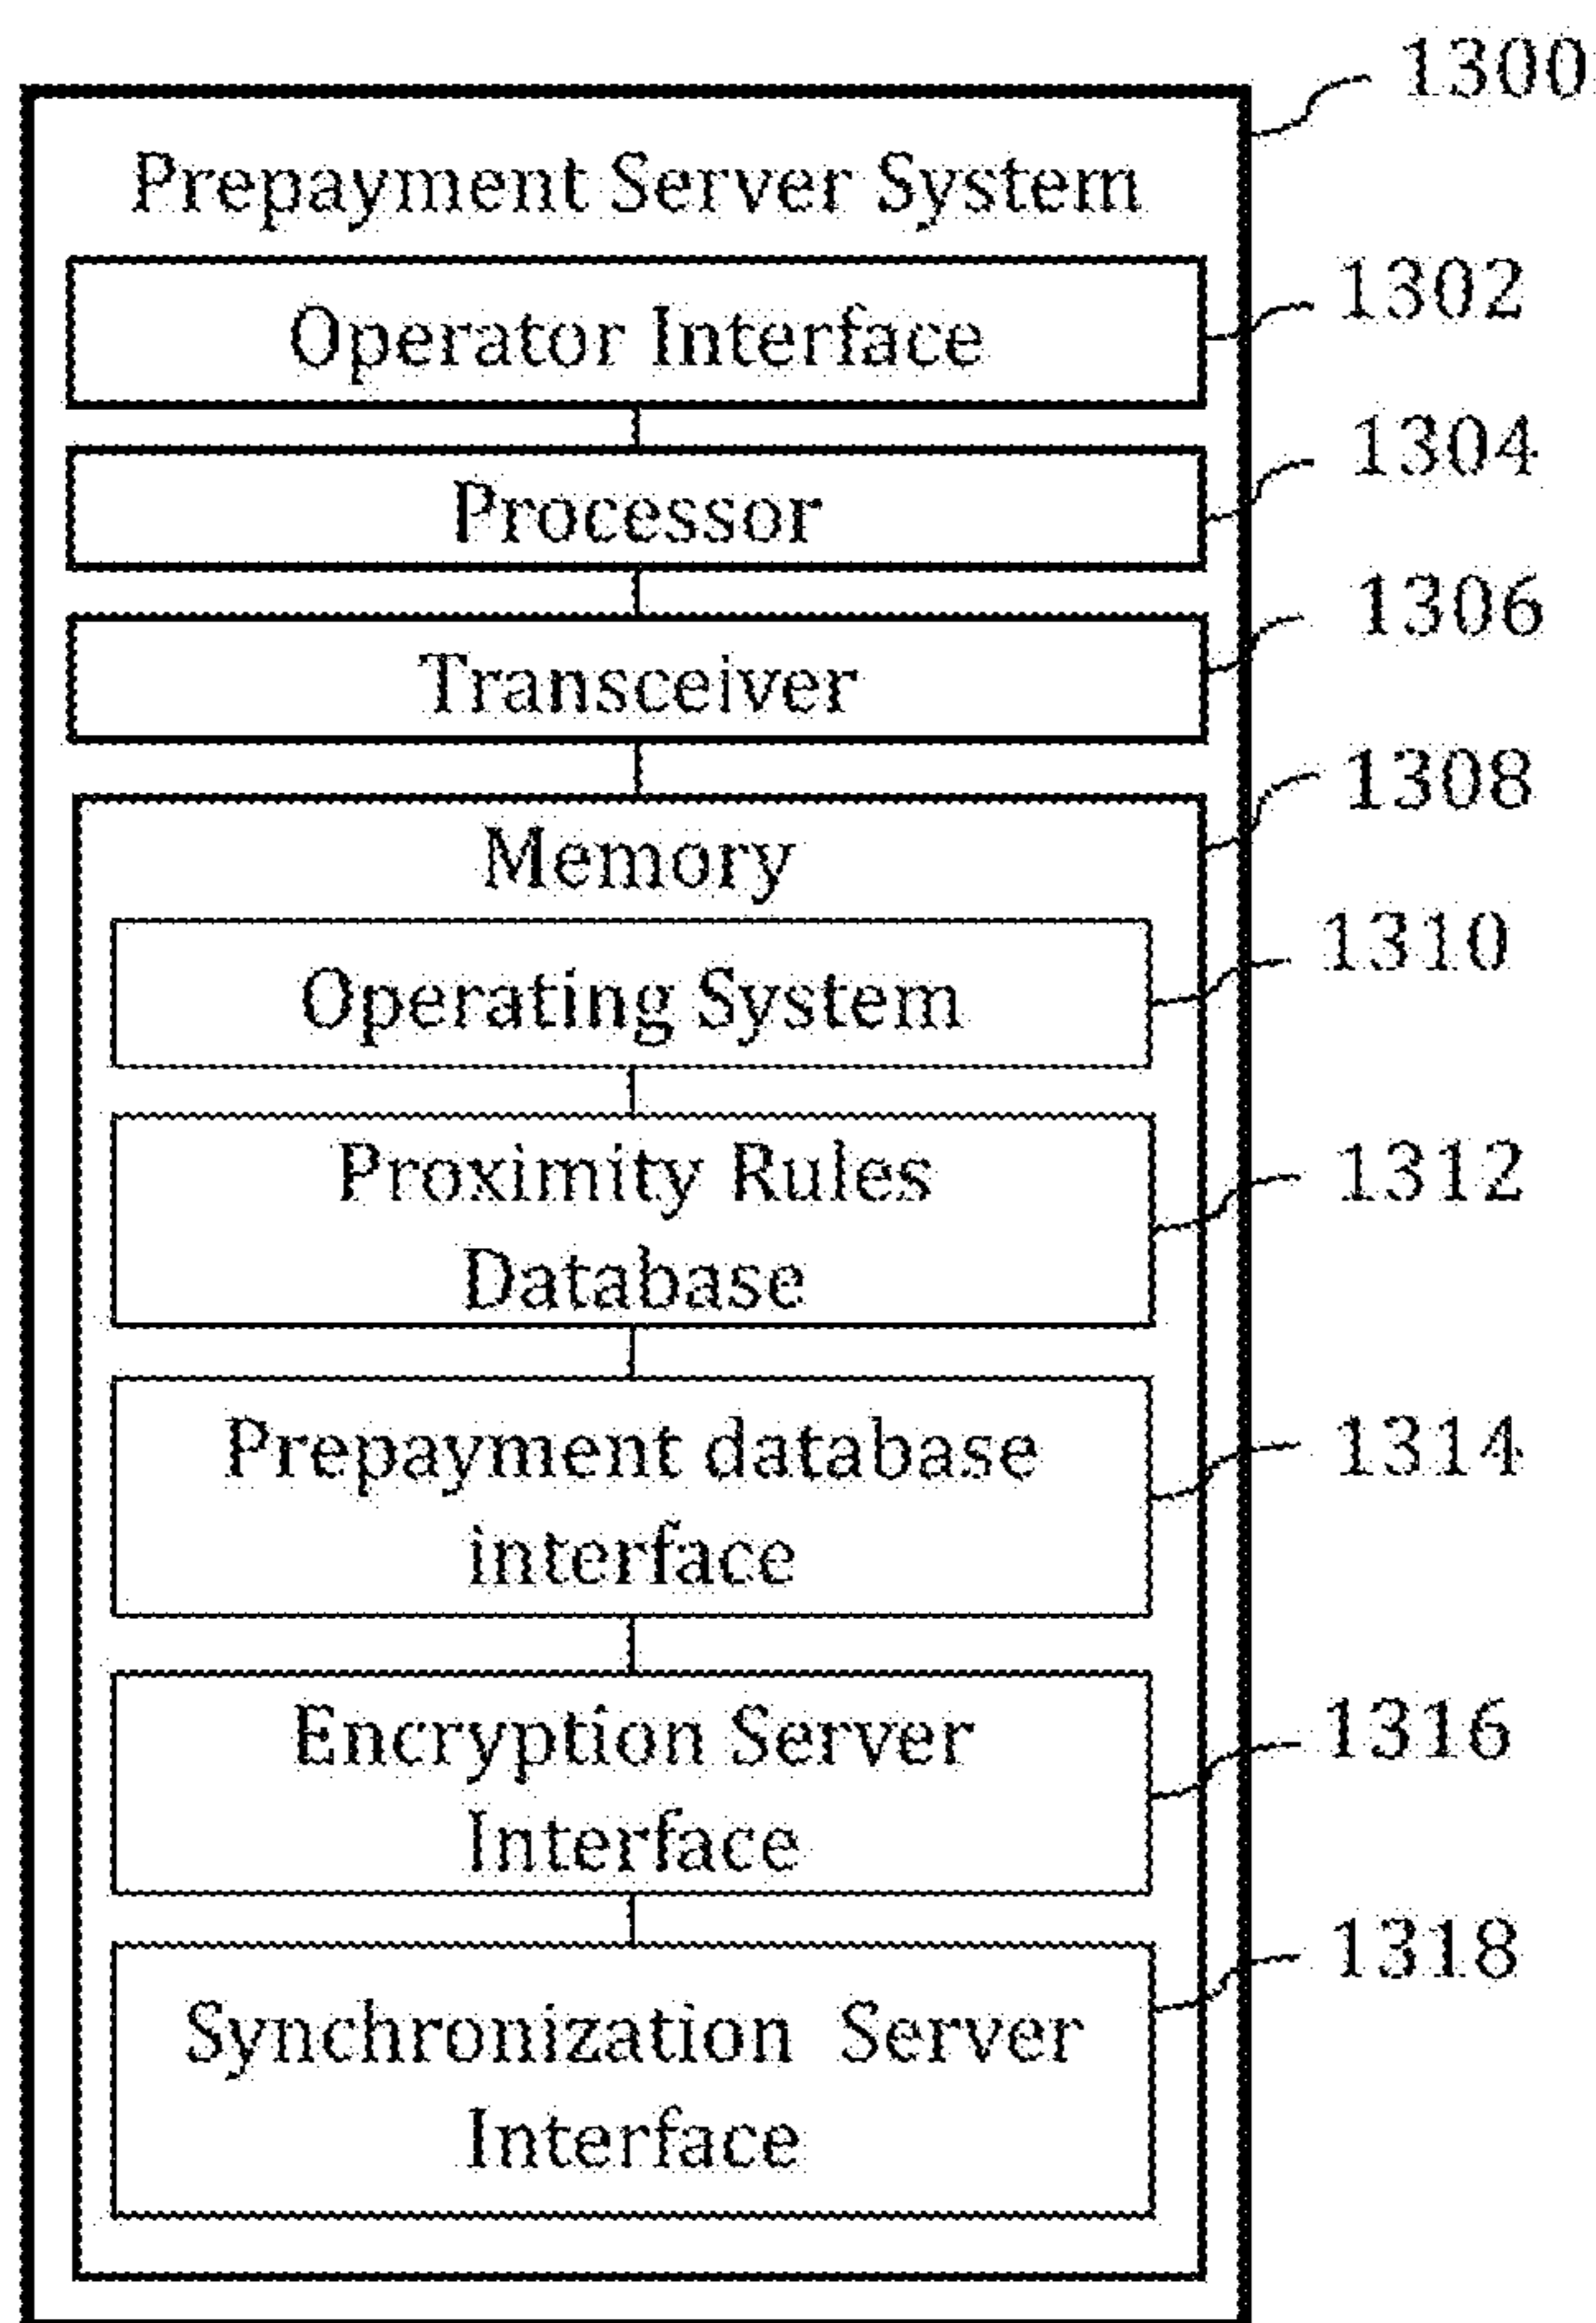 1300
Prepayment Server System
Operator Interface
1302
Processor
1304
Transceiver
1306
Memory
1308
Operating System
1310
Proximity Rules
Database
1312
Prepayment database
interface
1314
Encryption Server
Interface
1316
Synchronization Server
Interface
1318